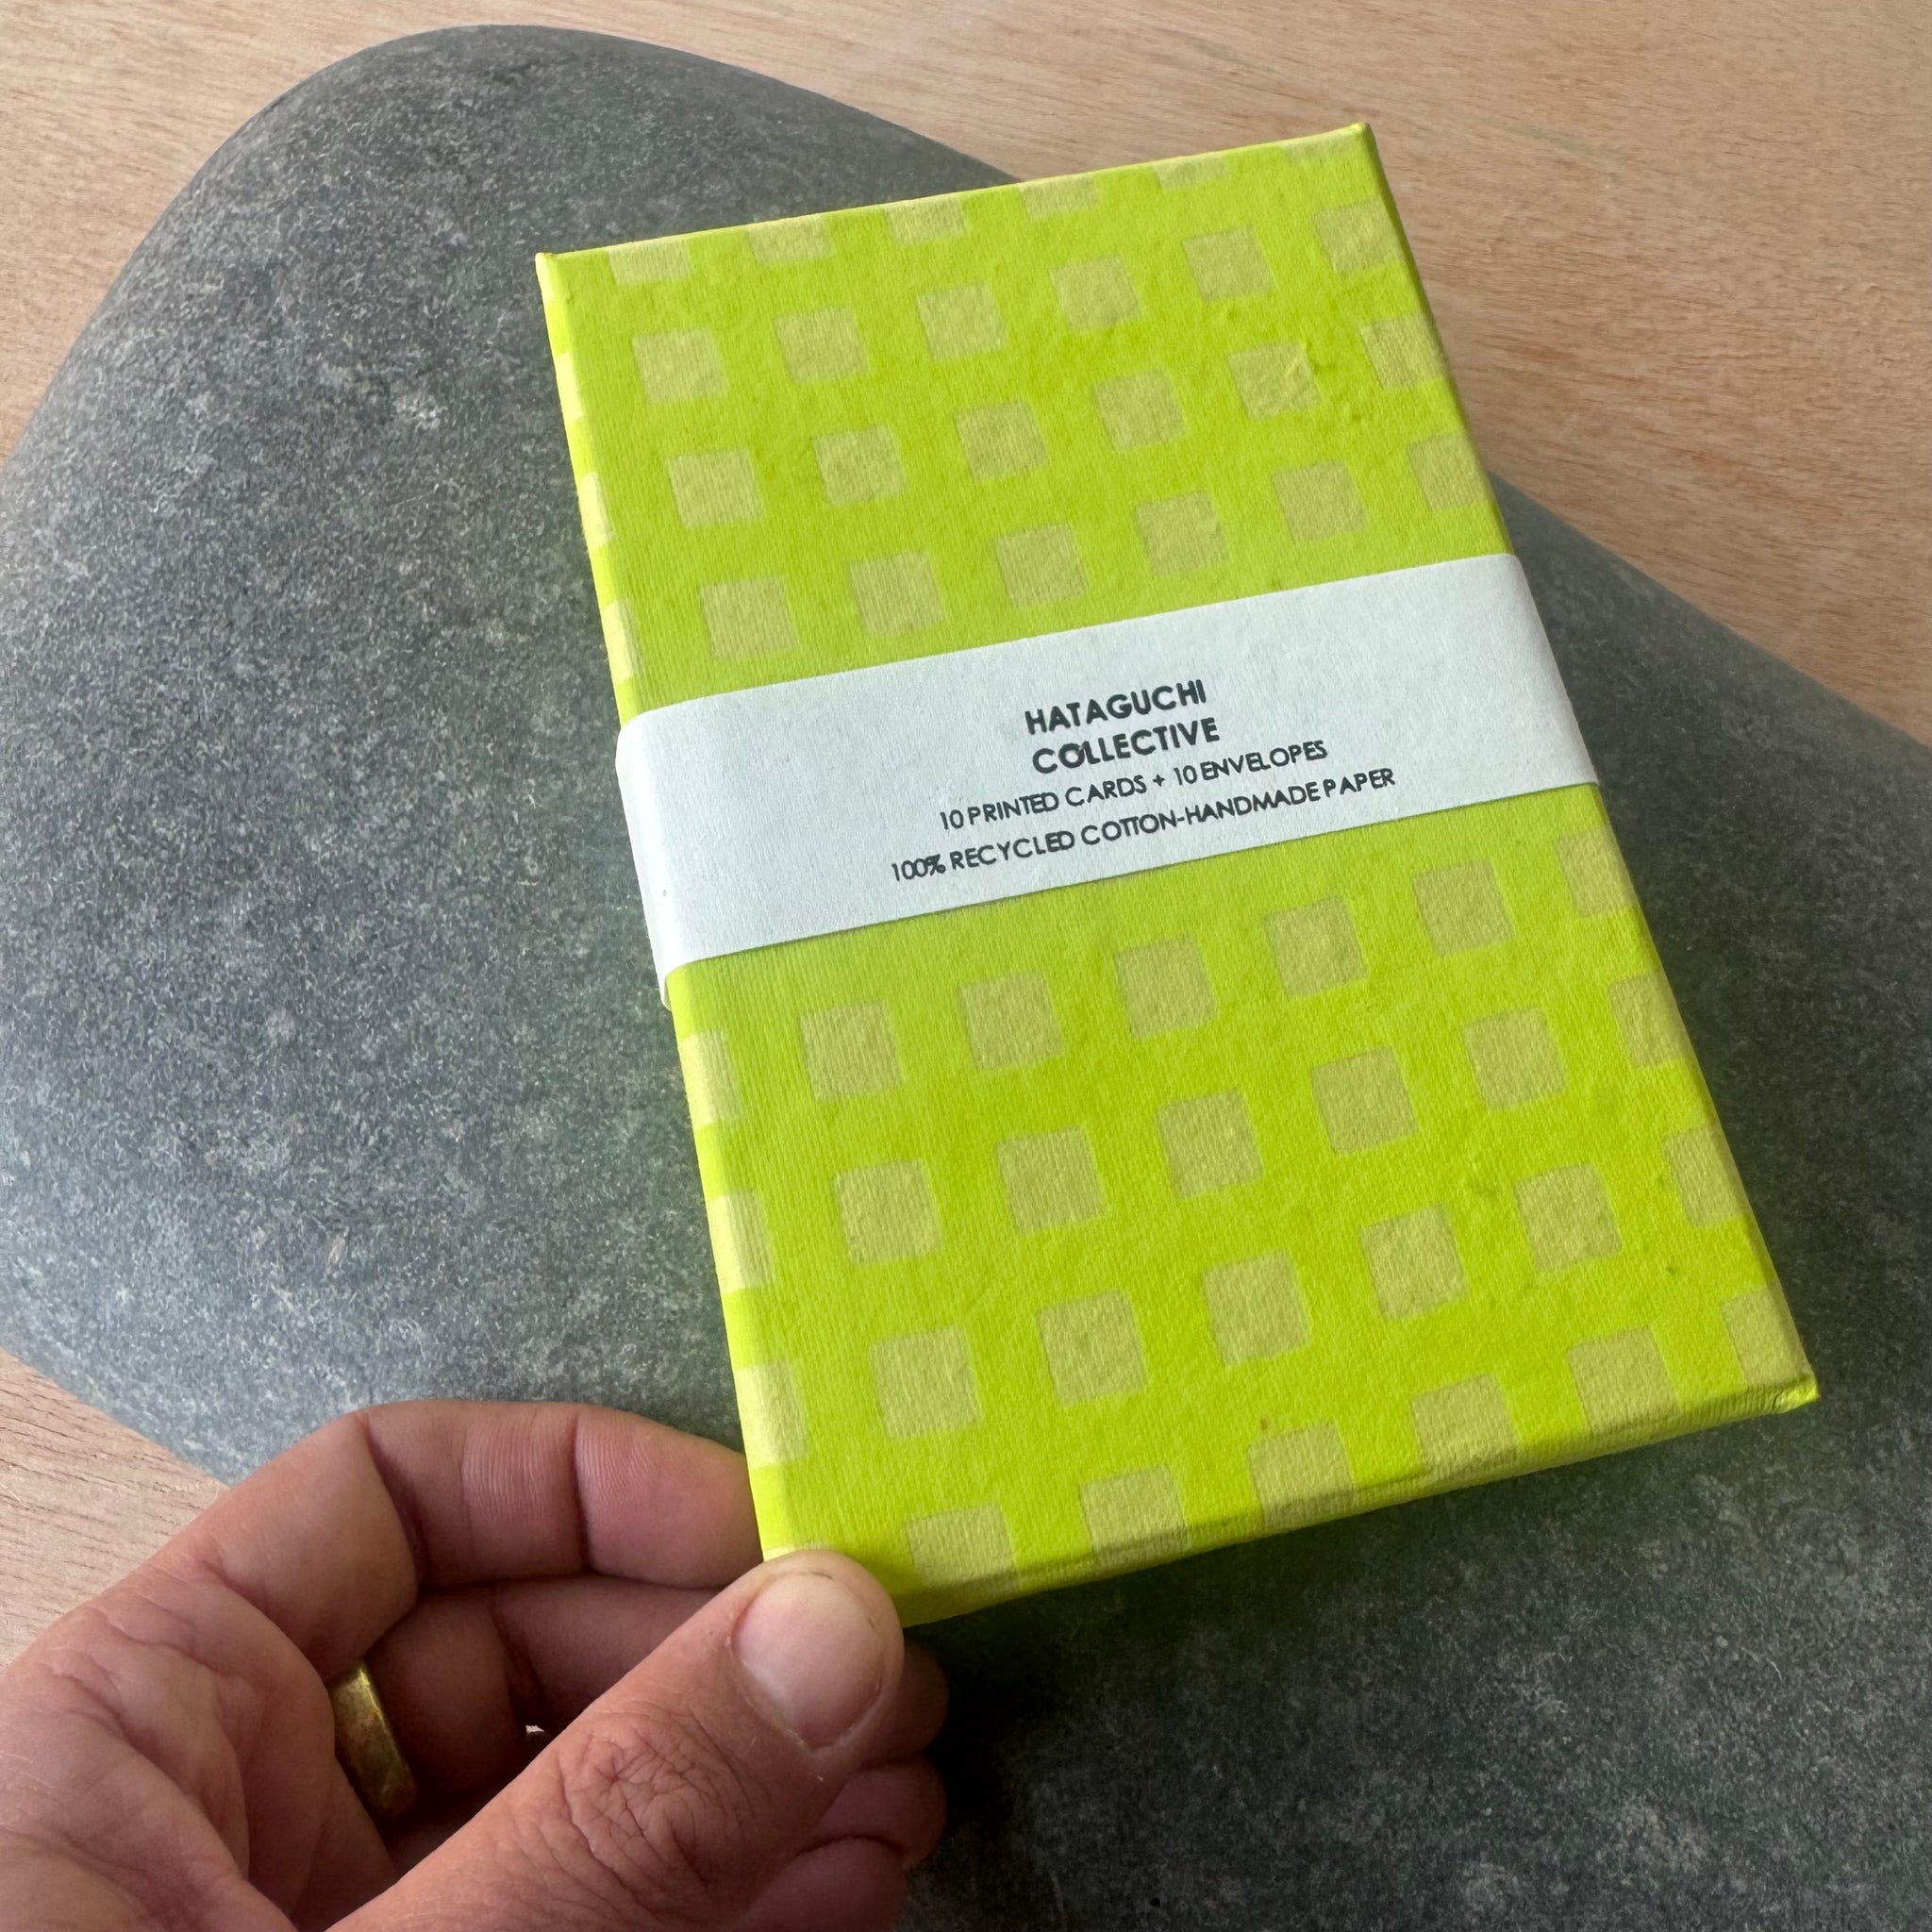 HATAGUCHI
COLLECTIVE
10 PRINTED CARDS + 10 ENVELOPES
100% RECYCLED COTTON-HANDMADE PAPER